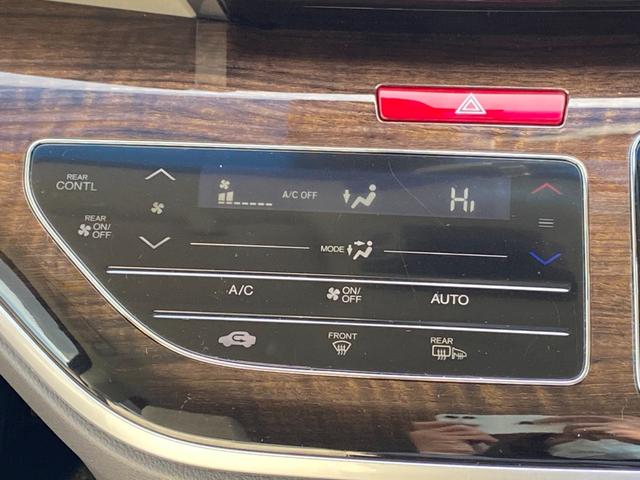 REAR
CONTL
A/C OFF
Hi
REAR
ON/
OFF
MODE
A/C
ON/
OFF
AUTO
FRONT
REAR